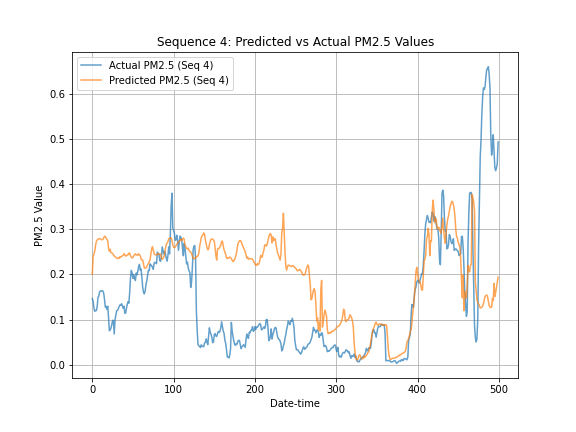 Sequence 4: Predicted vs Actual PM2.5 Values
Actual PM2.5 (Seq 4)
Predicted PM2.5 (Seq 4)
0.6
0.5
0.4
0.3
0.2
0.1
0.0
PM2.5 Value
0 100 200 300 400 500
Date-time